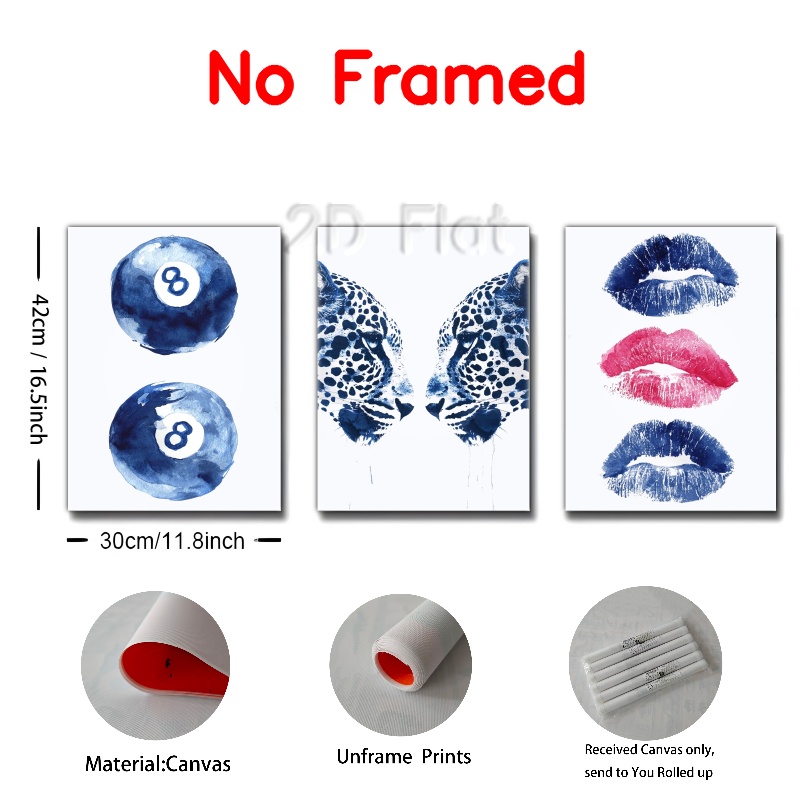 No Framed
2D Flat
42cm / 16.5inch
8
8
30cm/11.8inch
Material:Canvas
Unframe Prints
Received Canvas only,
send to You Rolled up